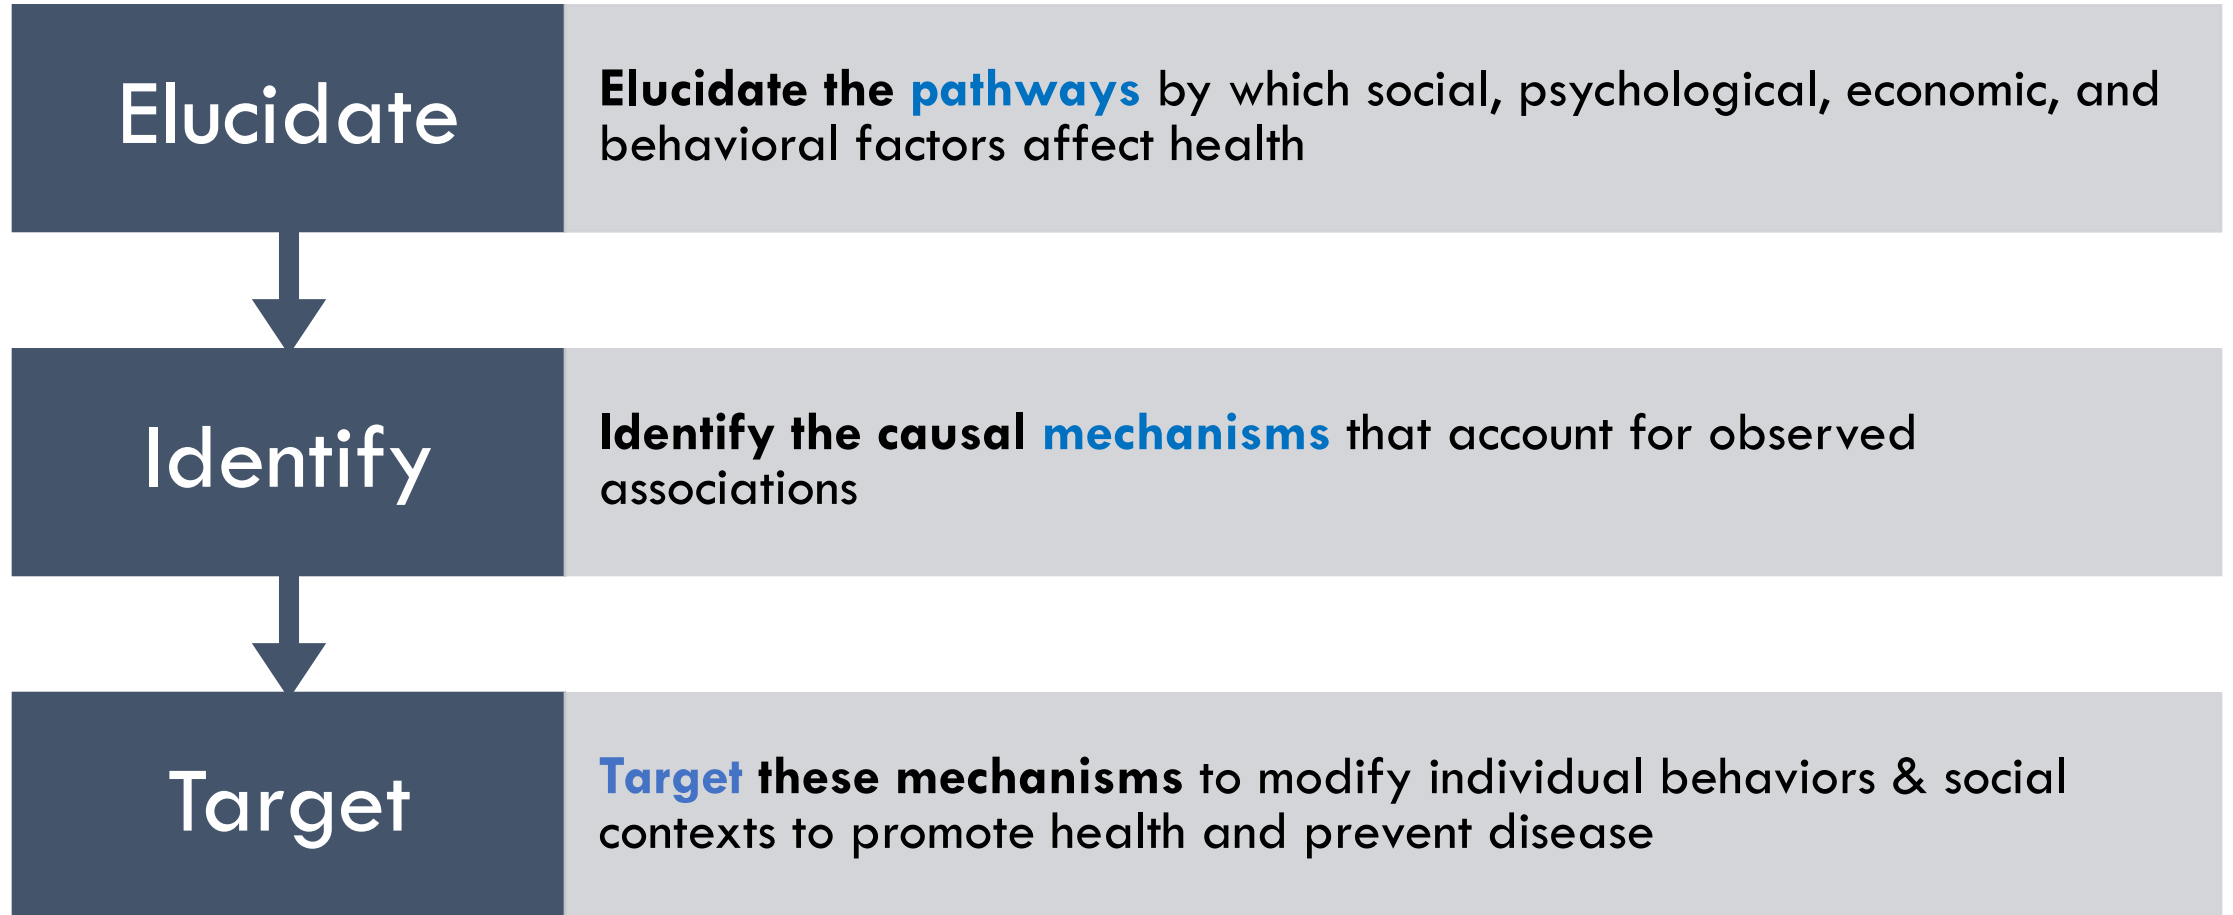 Elucidate
Elucidate the pathways by which social, psychological, economic, and
behavioral factors affect health
Identify
Identify the causal mechanisms that account for observed
associations
Target
Target these mechanisms to modify individual behaviors & social
contexts to promote health and prevent disease